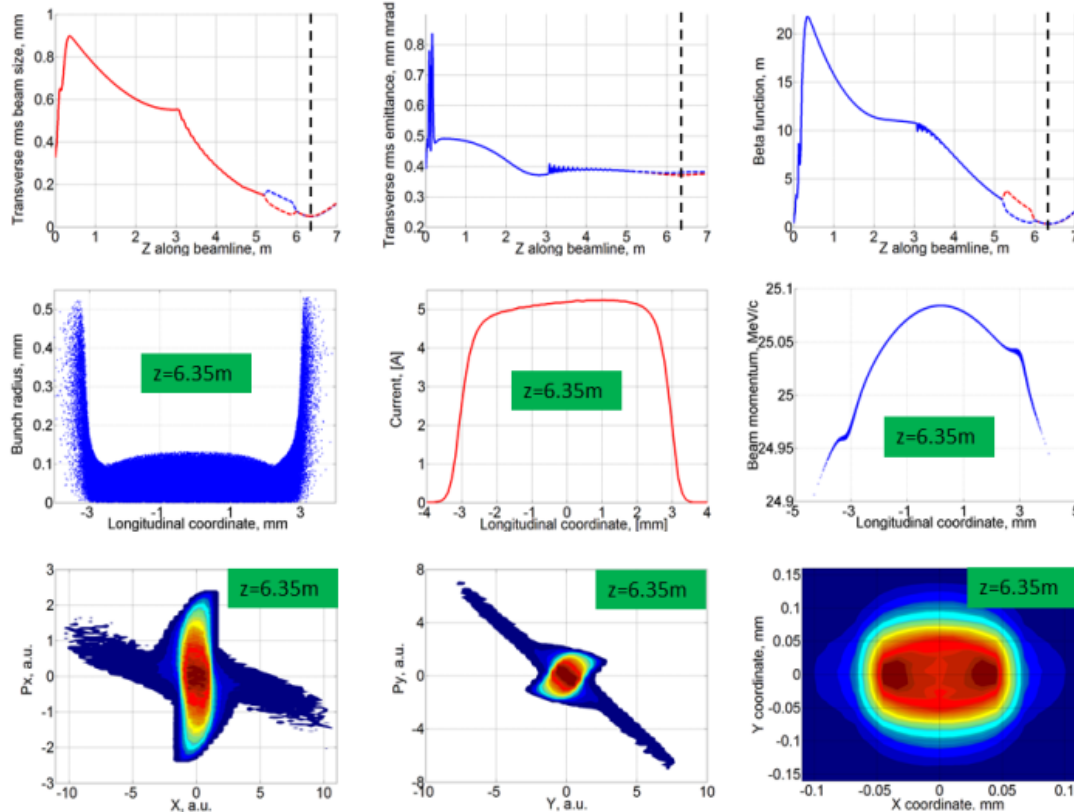 Transverse rms beam size, mm
1
0.8
0.6
0.4
0.2
0
0 1 2 3 4 5 6 7
Z along beamline, m
Transverse rms emittance, mm mrad
0.9
0.8
0.7
0.6
0.5
0.4
0.3
0.2
0 1 2 3 4 5 6 7
Z along beamline, m
Beta function, m
20
15
10
5
0
0 1 2 3 4 5 6 7
Z along beamline, m
Bunch radius, mm
0.5
0.4
0.3
0.2
0.1
0
-3 -1 1 3
Longitudinal coordinate, mm
z=6.35m
Current, [A]
5
4
3
2
1
0
-4 -3 -2 -1 0 1 2 3 4
Longitudinal coordinate, [mm]
z=6.35m
Beam momentum, MeV/c
25.1
25.05
25
24.95
24.9
-5 -3 -1 1 3 5
Longitudinal coordinate, mm
z=6.35m
Px, a.u.
3
2
1
0
-1
-2
-3
-10 -5 0 5 10
X, a.u.
z=6.35m
Py, a.u.
8
4
0
-4
-8
-10 -5 0 5 10
Y, a.u.
z=6.35m
Y coordinate, mm
0.15
0.1
0.05
0
-0.05
-0.1
-0.15
-0.1 -0.05 0 0.05 0.1
X coordinate, mm
z=6.35m